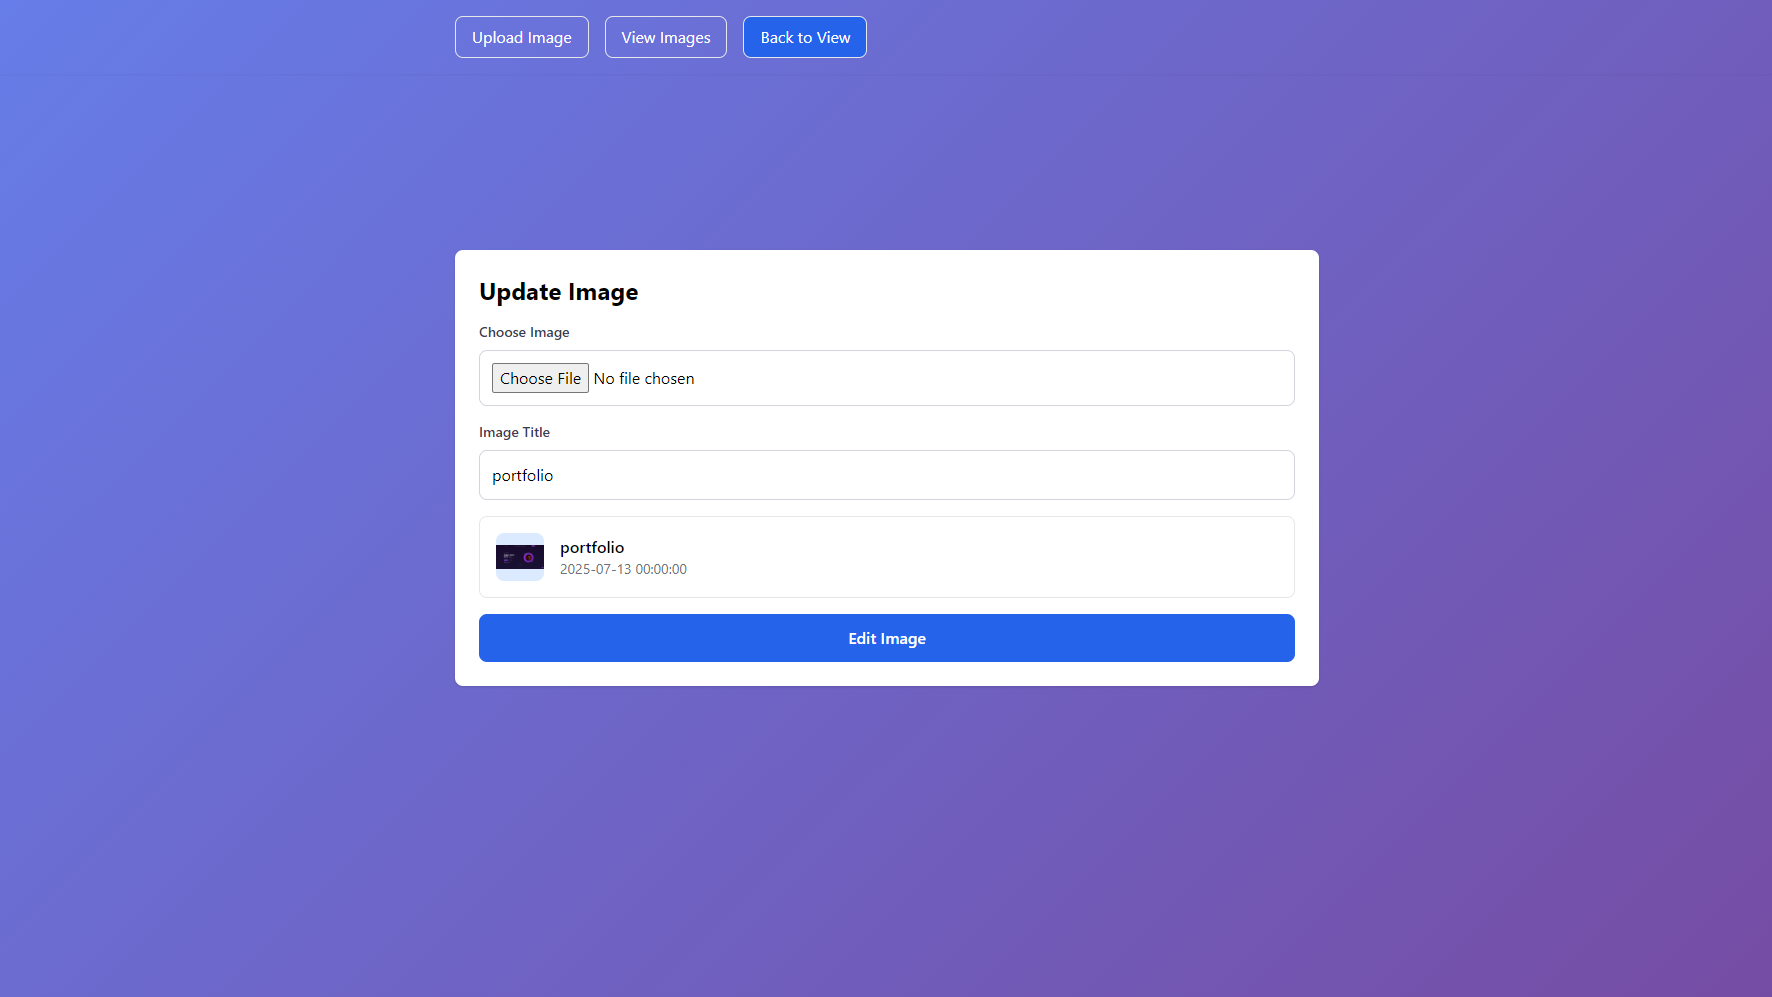 Upload Image
View Images
Back to View
Update Image
Choose Image
Choose File No file chosen
Image Title
portfolio
portfolio
2025-07-13 00:00:00
Edit Image